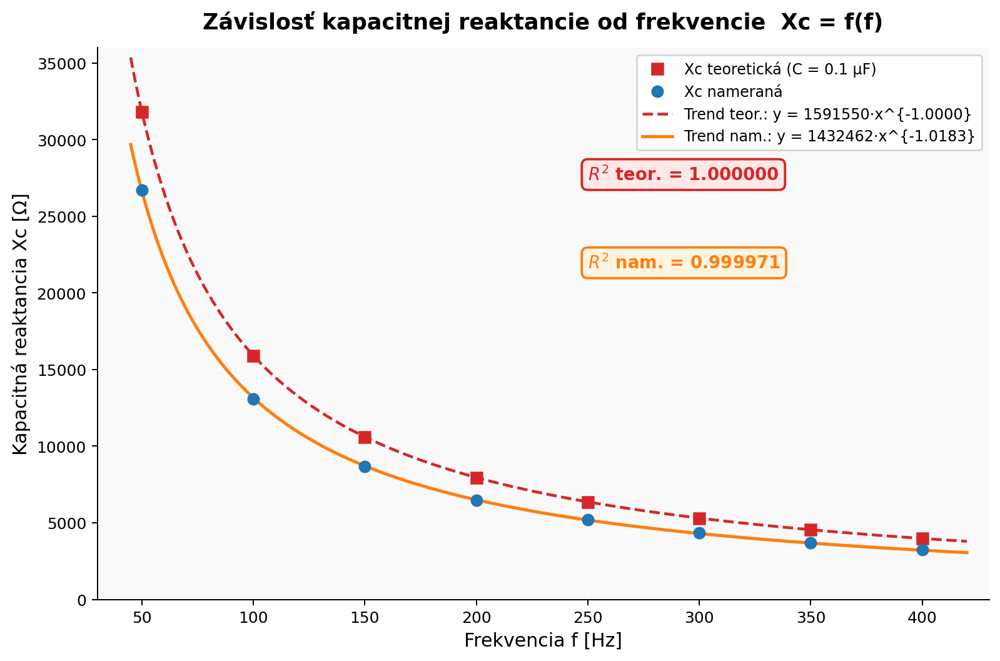 Závislosť kapacitnej reaktancie od frekvencie  Xc = f(f)
Xc teoretická (C = 0.1 µF)
Xc nameraná
Trend teor.: y = 1591550·x^{-1.0000}
Trend nam.: y = 1432462·x^{-1.0183}
R² teor. = 1.000000
R² nam. = 0.999971
Kapacitná reaktancia Xc [Ω]
35000
30000
25000
20000
15000
10000
5000
0
50 100 150 200 250 300 350 400
Frekvencia f [Hz]